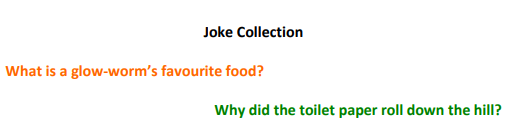 Joke Collection
What is a glow-worm’s favourite food?
Why did the toilet paper roll down the hill?